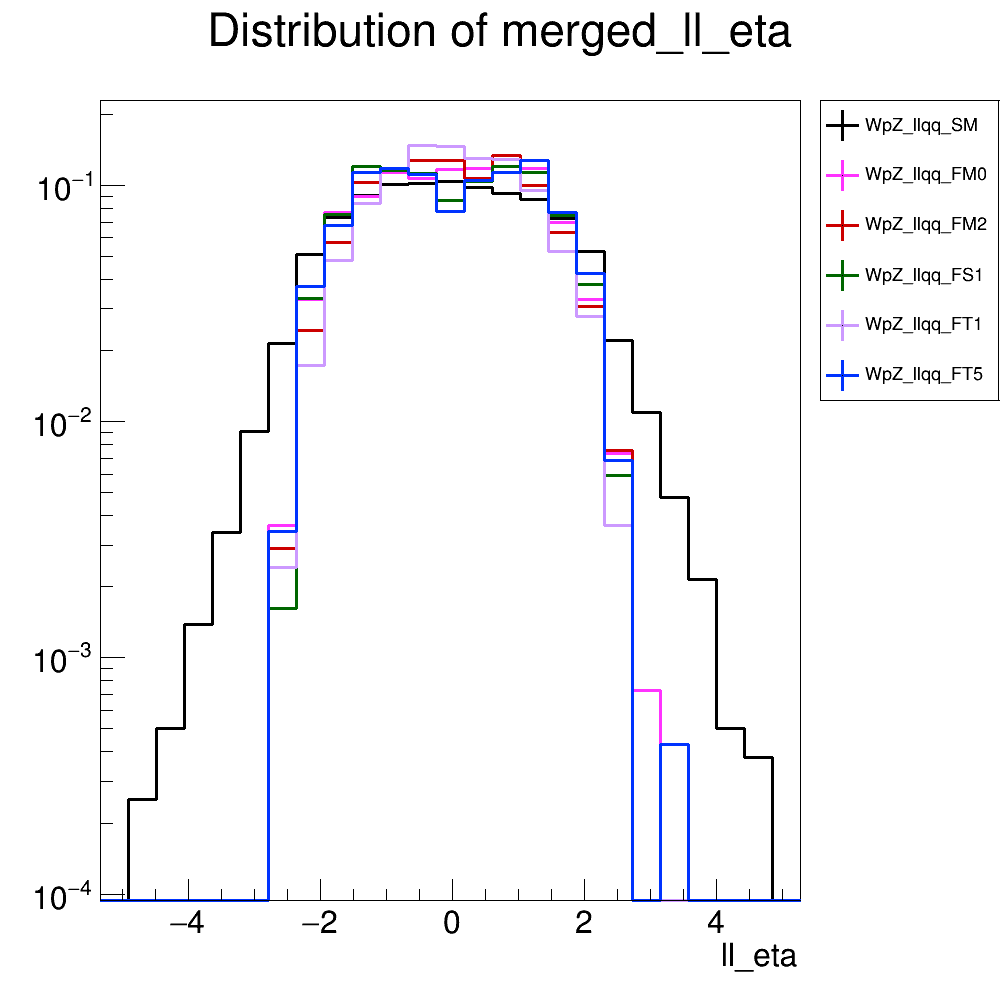 Distribution of merged_ll_eta
10⁻¹
10⁻²
10⁻³
10⁻⁴
−4 −2 0 2 4
ll_eta
WpZ_llqq_SM
WpZ_llqq_FM0
WpZ_llqq_FM2
WpZ_llqq_FS1
WpZ_llqq_FT1
WpZ_llqq_FT5